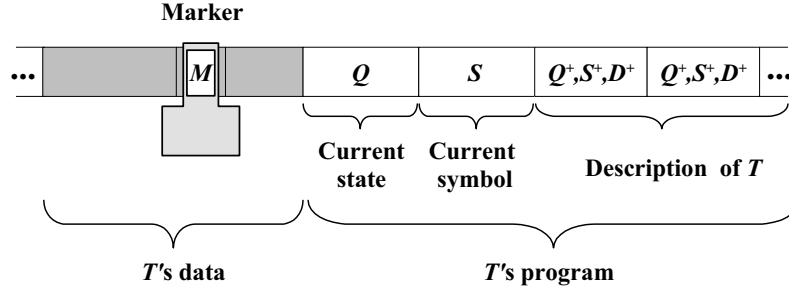 Marker
... M Q S Q⁺,S⁺,D⁺ Q⁺,S⁺,D⁺ ...
Current state
Current symbol
Description of T
T's data
T's program